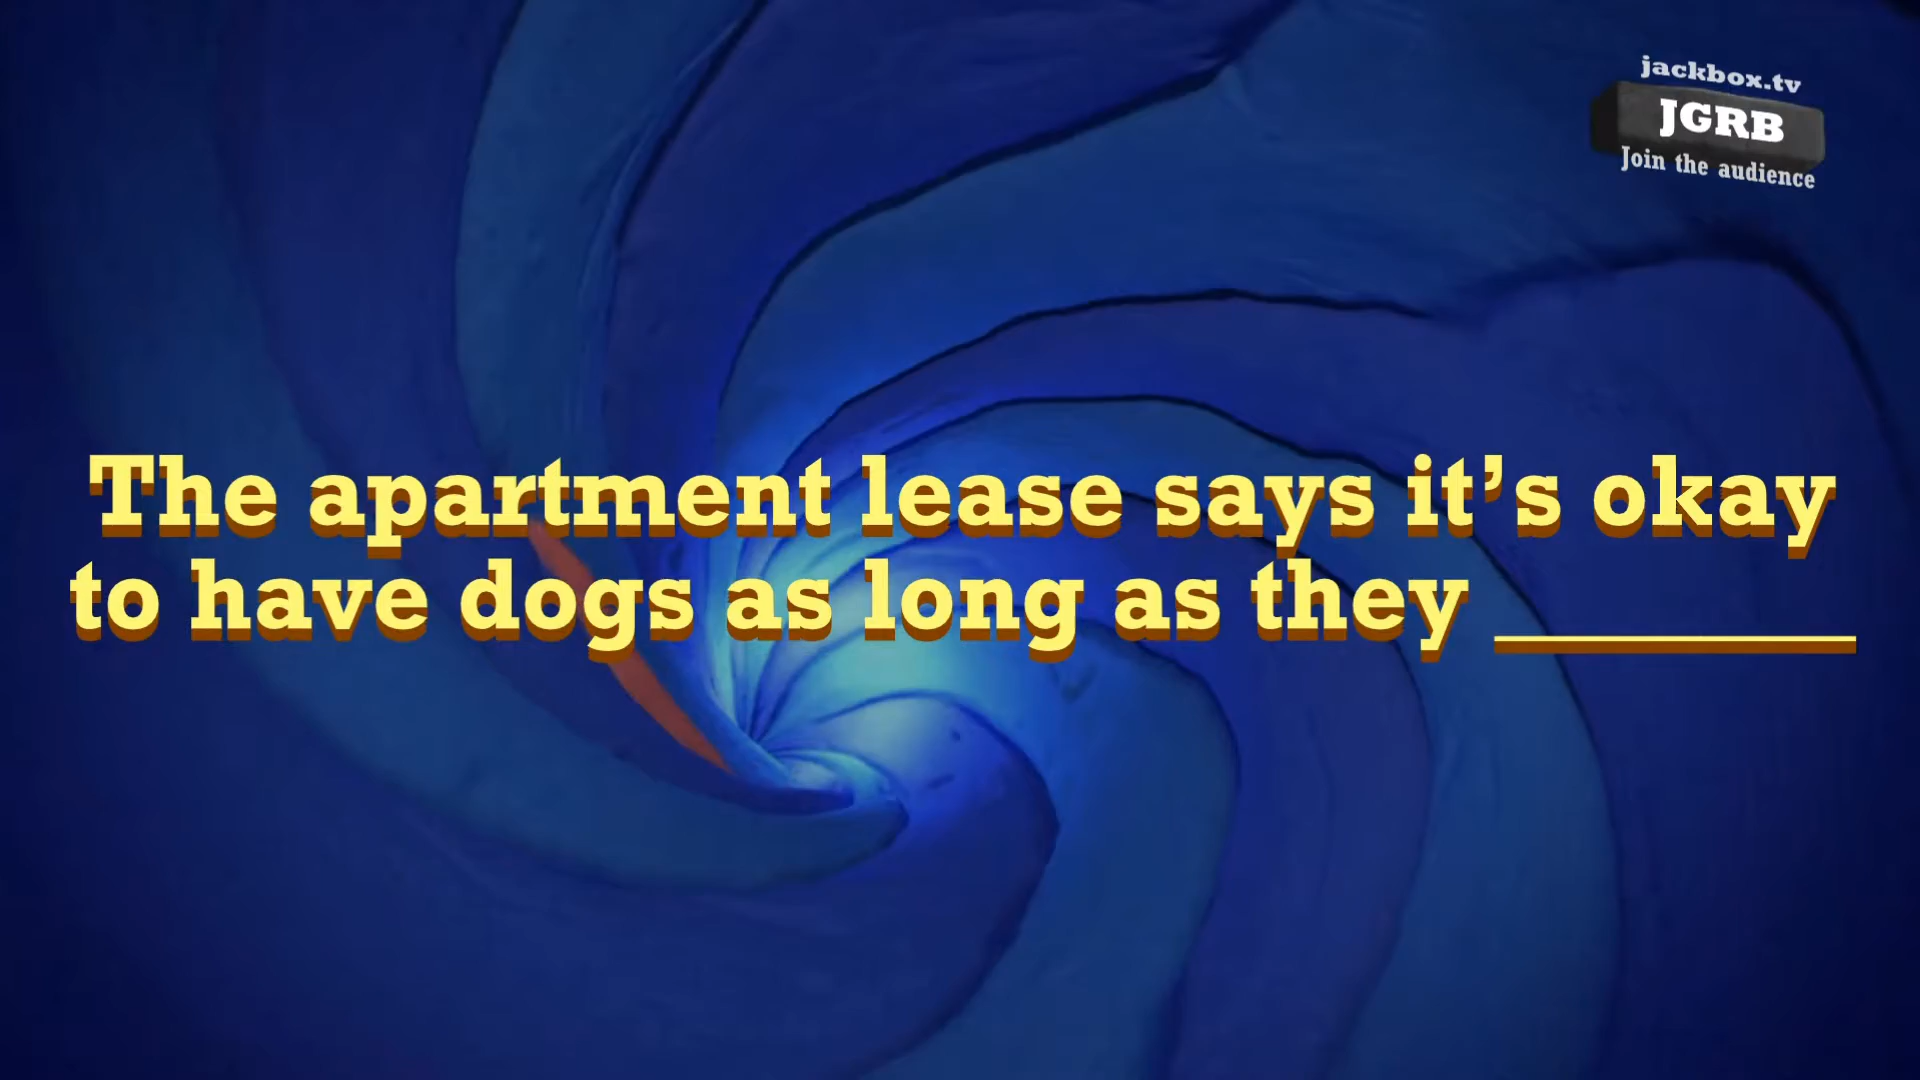 jackbox.tv
JGRB
Join the audience
The apartment lease says it’s okay
to have dogs as long as they ______